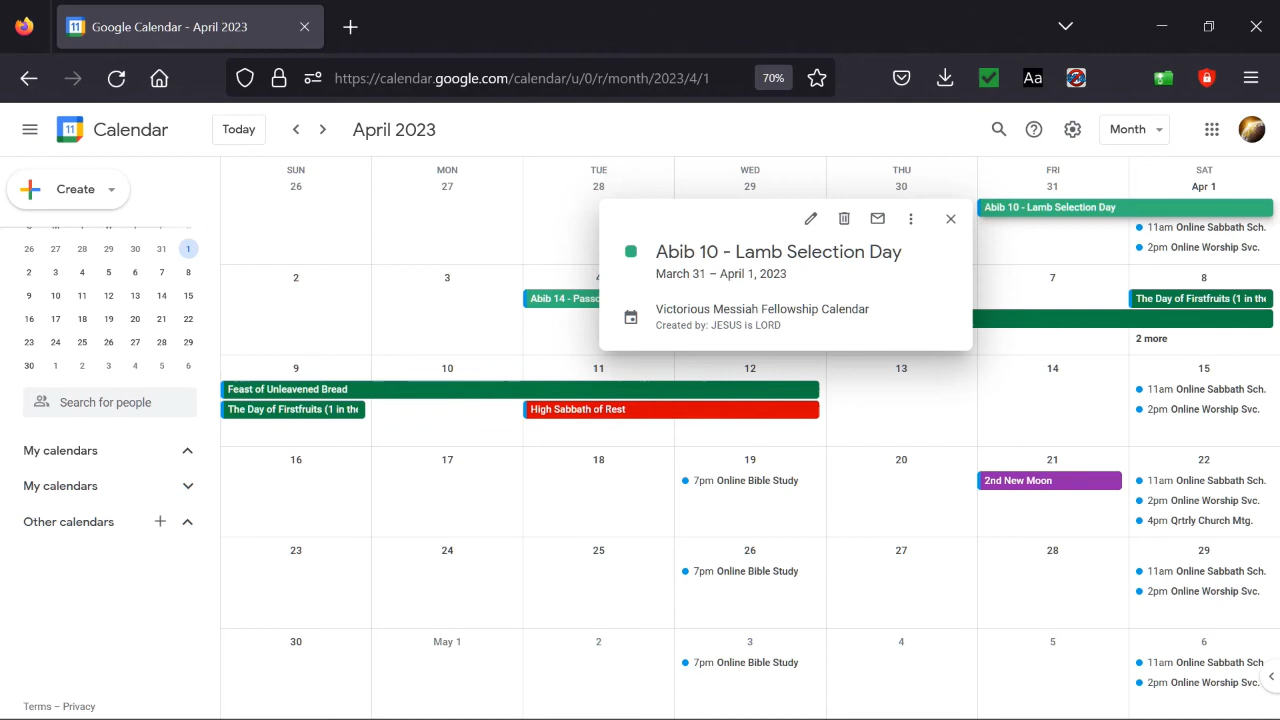 Google Calendar - April 2023
https://calendar.google.com/calendar/u/0/r/month/2023/4/1
70%
Aa
11
Calendar
Today
April 2023
Month
Create
26 27 28 29 30 31 1
2 3 4 5 6 7 8
9 10 11 12 13 14 15
16 17 18 19 20 21 22
23 24 25 26 27 28 29
30 1 2 3 4 5 6
Search for people
My calendars
My calendars
Other calendars
Terms – Privacy
SUN MON TUE WED THU FRI SAT
26 27 28 29 30 31 Apr 1
Abib 10 - Lamb Selection Day
11am Online Sabbath Sch.
2pm Online Worship Svc.
Abib 10 - Lamb Selection Day
March 31 – April 1, 2023
Victorious Messiah Fellowship Calendar
Created by: JESUS is LORD
2 3 4 7 8
Abib 14 - Passo
The Day of Firstfruits (1 in the
2 more
9 10 11 12 13 14 15
Feast of Unleavened Bread
11am Online Sabbath Sch.
The Day of Firstfruits (1 in the
High Sabbath of Rest
2pm Online Worship Svc.
16 17 18 19 20 21 22
7pm Online Bible Study
2nd New Moon
11am Online Sabbath Sch.
2pm Online Worship Svc.
4pm Qrtrly Church Mtg.
23 24 25 26 27 28 29
7pm Online Bible Study
11am Online Sabbath Sch.
2pm Online Worship Svc.
30 May 1 2 3 4 5 6
7pm Online Bible Study
11am Online Sabbath Sch
2pm Online Worship Svc.